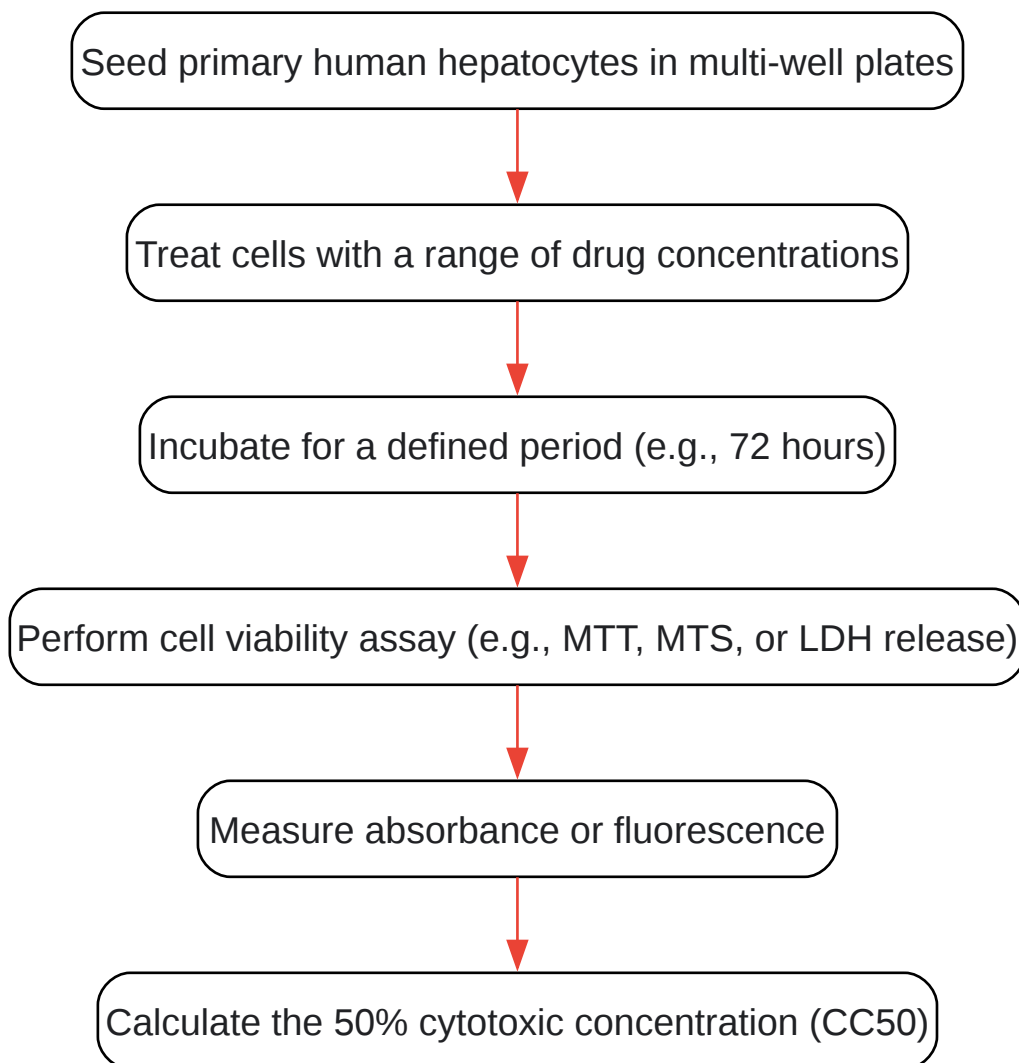 Seed primary human hepatocytes in multi-well plates
Treat cells with a range of drug concentrations
Incubate for a defined period (e.g., 72 hours)
Perform cell viability assay (e.g., MTT, MTS, or LDH release)
Measure absorbance or fluorescence
Calculate the 50% cytotoxic concentration (CC50)